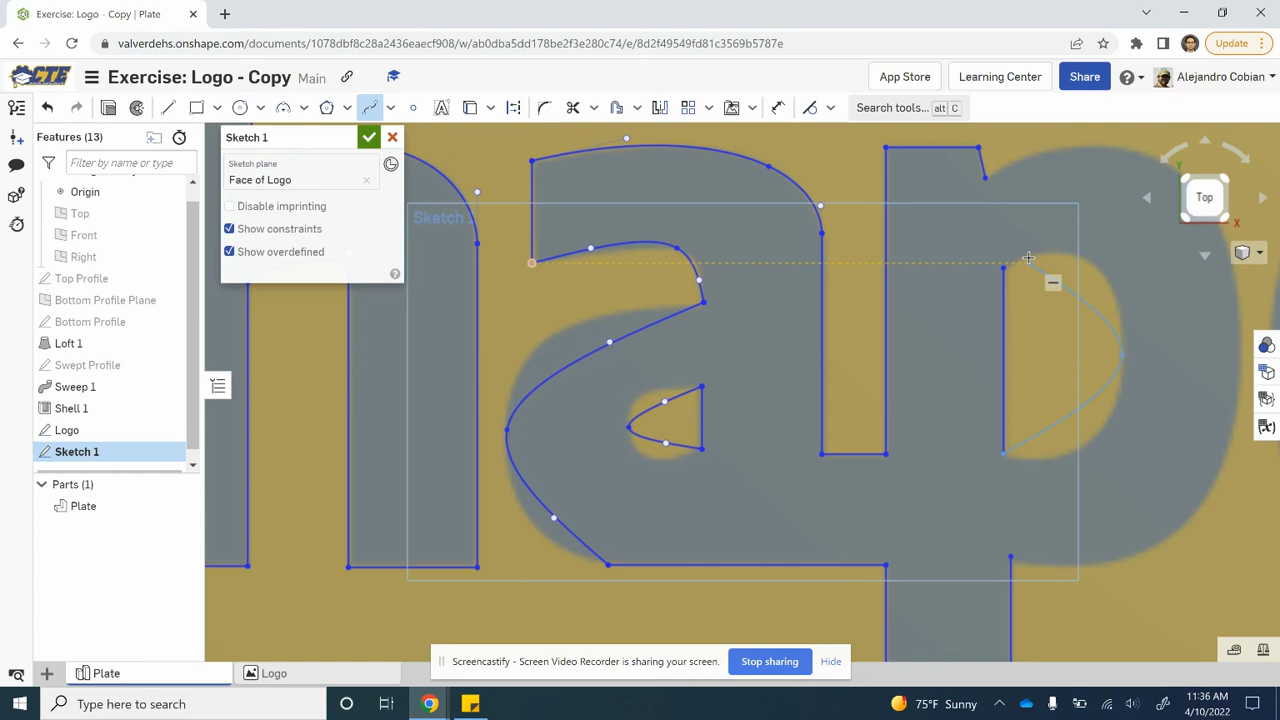 Exercise: Logo - Copy | Plate
valverdehs.onshape.com/documents/1078dbf8c28a2436eaecf908/w/ab0dba5dd178be2f3e280c74/e/8d2f49549fd81c3569b5787e
Update
CTE
Exercise: Logo - Copy Main
App Store
Learning Center
Share
Alejandro Cobian
Search tools... alt C
Features (13)
Filter by name or type
Origin
Top
Front
Right
Top Profile
Bottom Profile Plane
Bottom Profile
Loft 1
Swept Profile
Sweep 1
Shell 1
Logo
Sketch 1
Parts (1)
Plate
Sketch 1
Sketch plane
Face of Logo
Disable imprinting
Show constraints
Show overdefined
Sketch
Y
Top
X
Plate
Logo
Screencastify - Screen Video Recorder is sharing your screen.
Stop sharing
Hide
Type here to search
75°F Sunny
11:36 AM
4/10/2022